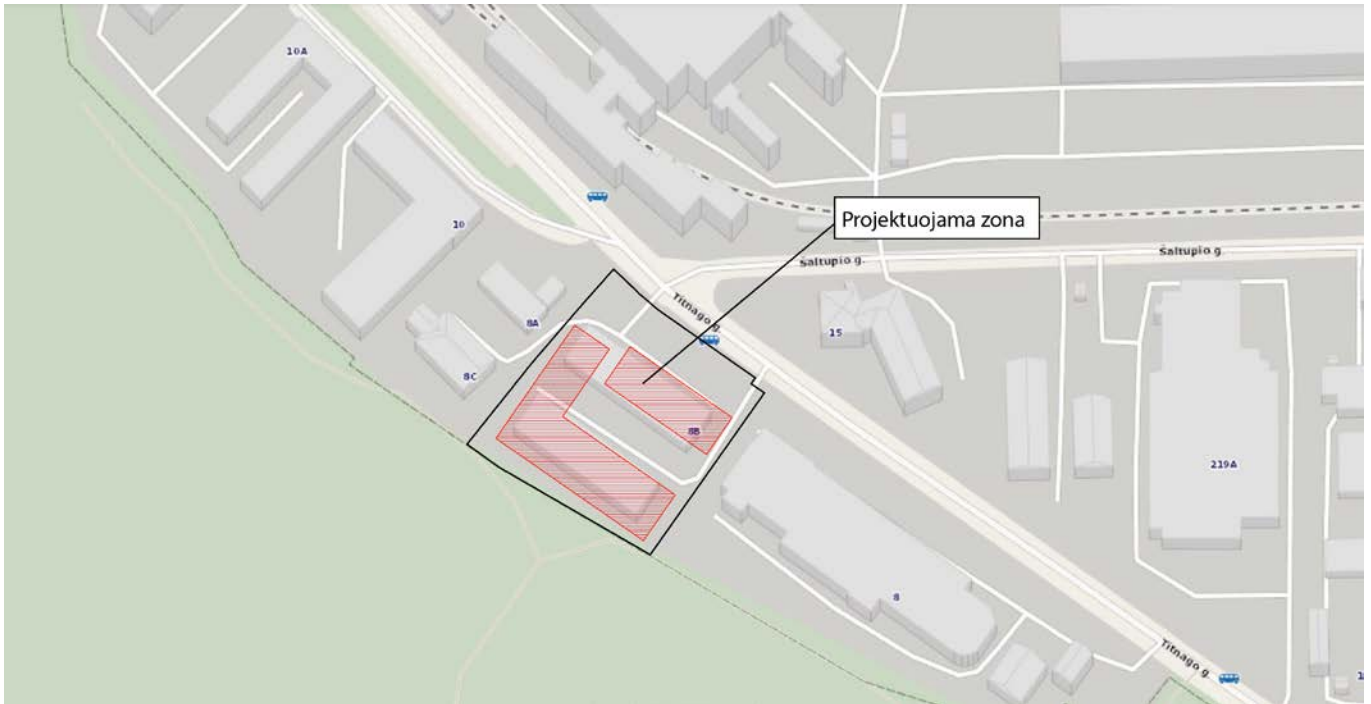 10A
Projektuojama zona
10
Šaltupio g.
Šaltupio g.
Titnago g.
8A
15
8C
8B
219A
8
Titnago g.